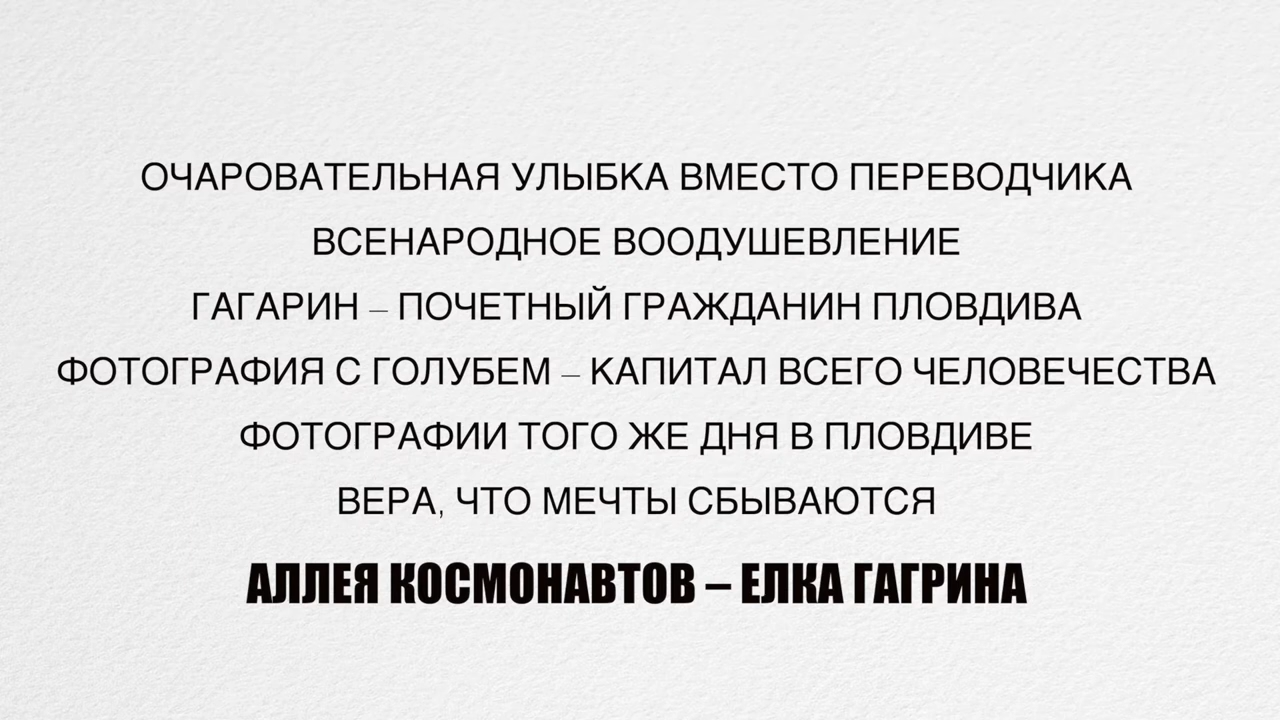 ОЧАРОВАТЕЛЬНАЯ УЛЫБКА ВМЕСТО ПЕРЕВОДЧИКА
ВСЕНАРОДНОЕ ВООДУШЕВЛЕНИЕ
ГАГАРИН – ПОЧЕТНЫЙ ГРАЖДАНИН ПЛОВДИВА
ФОТОГРАФИЯ С ГОЛУБЕМ – КАПИТАЛ ВСЕГО ЧЕЛОВЕЧЕСТВА
ФОТОГРАФИИ ТОГО ЖЕ ДНЯ В ПЛОВДИВЕ
ВЕРА, ЧТО МЕЧТЫ СБЫВАЮТСЯ
АЛЛЕЯ КОСМОНАВТОВ – ЕЛКА ГАГРИНА